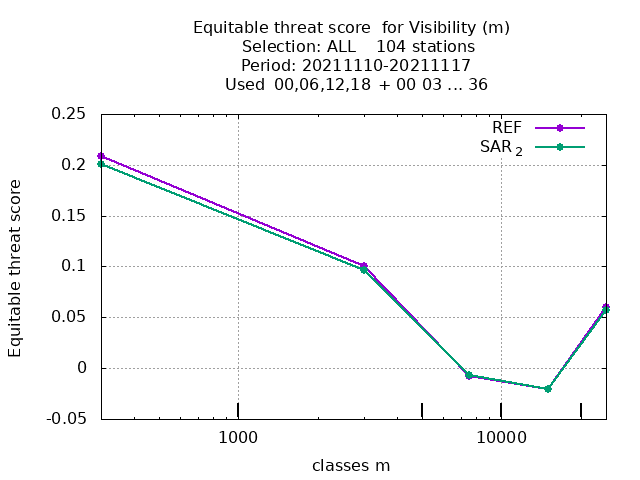 Equitable threat score for Visibility (m)
Selection: ALL 104 stations
Period: 20211110-20211117
Used 00,06,12,18 + 00 03 ... 36
REF
SAR 2
0.25
0.2
0.15
0.1
0.05
0
-0.05
Equitable threat score
1000
10000
classes m